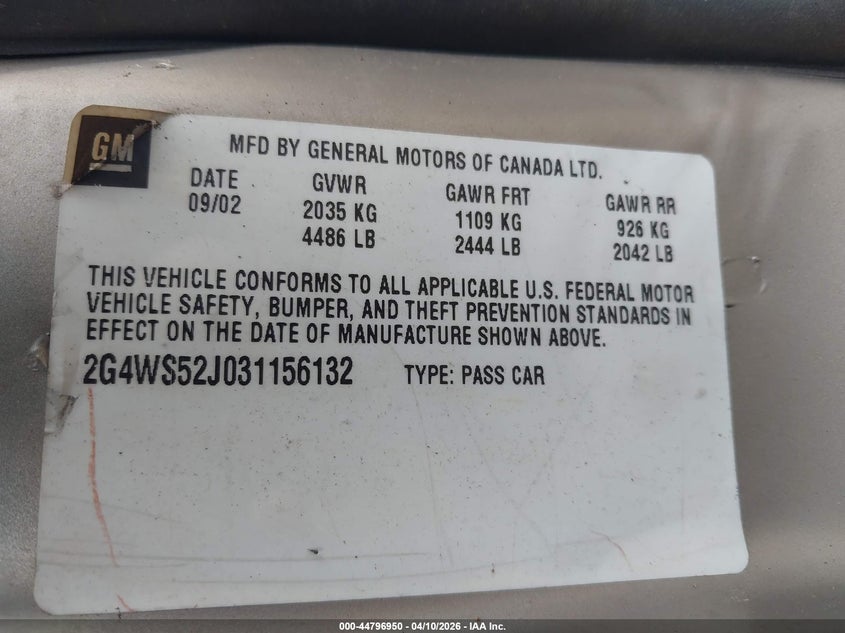 GM
MFD BY GENERAL MOTORS OF CANADA LTD.
DATE GVWR GAWR FRT GAWR RR
09/02 2035 KG 1109 KG 926 KG
4486 LB 2444 LB 2042 LB
THIS VEHICLE CONFORMS TO ALL APPLICABLE U.S. FEDERAL MOTOR
VEHICLE SAFETY, BUMPER, AND THEFT PREVENTION STANDARDS IN
EFFECT ON THE DATE OF MANUFACTURE SHOWN ABOVE.
2G4WS52J031156132 TYPE: PASS CAR
000-44796950 - 04/10/2026 - IAA Inc.